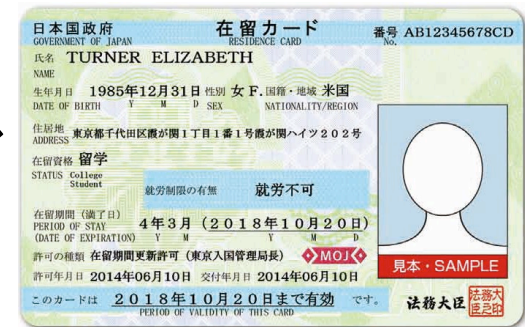 日本国政府 在留カード 番号 AB12345678CD
GOVERNMENT OF JAPAN RESIDENCE CARD No.
氏名 TURNER ELIZABETH
NAME
生年月日 1985年12月31日 性別 女 F. 国籍・地域 米国
DATE OF BIRTH Y M D SEX NATIONALITY/REGION
住居地 東京都千代田区霞が関1丁目1番1号霞が関ハイツ202号
ADDRESS
在留資格 留学
STATUS College
Student
就労制限の有無 就労不可
在留期間(満了日) 4年3月(2018年10月20日)
PERIOD OF STAY
(DATE OF EXPIRATION) Y M Y M D
許可の種類 在留期間更新許可(東京入国管理局長) MOJ
許可年月日 2014年06月10日 交付年月日 2014年06月10日
見本・SAMPLE
このカードは 2018年10月20日まで有効 です。
PERIOD OF VALIDITY OF THIS CARD
法務大臣 法務大臣之印